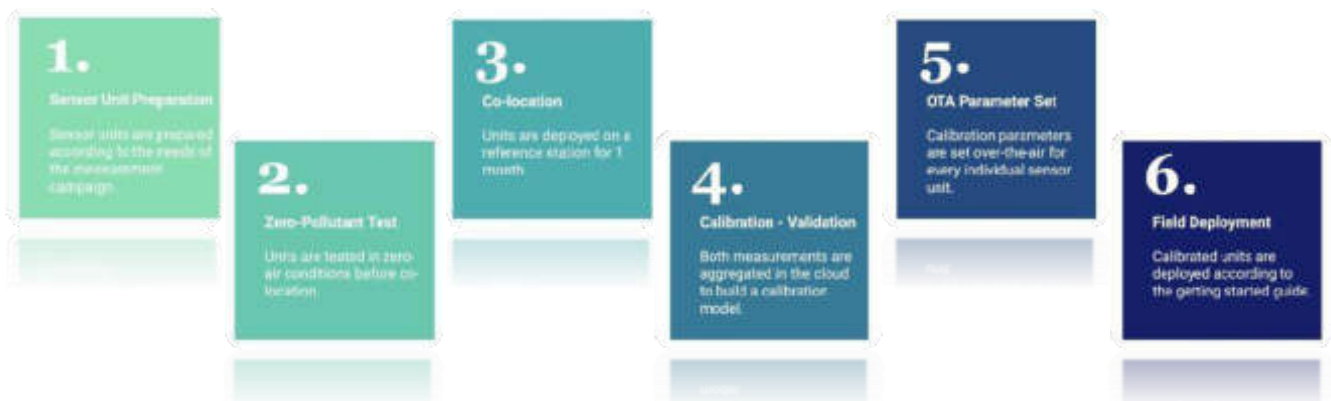 1.
Sensor Unit Preparation
Sensor units are prepared
according to the needs of
the measurement
campaign.
2.
Zero-Pollutant Test
Units are tested in zero-
air conditions before co-
location.
3.
Co-location
Units are deployed on a
reference station for 1
month.
4.
Calibration - Validation
Both measurements are
aggregated in the cloud
to build a calibration
model.
5.
OTA Parameter Set
Calibration parameters
are set over-the-air for
every individual sensor
unit.
6.
Field Deployment
Calibrated units are
deployed according to
the getting started guide.